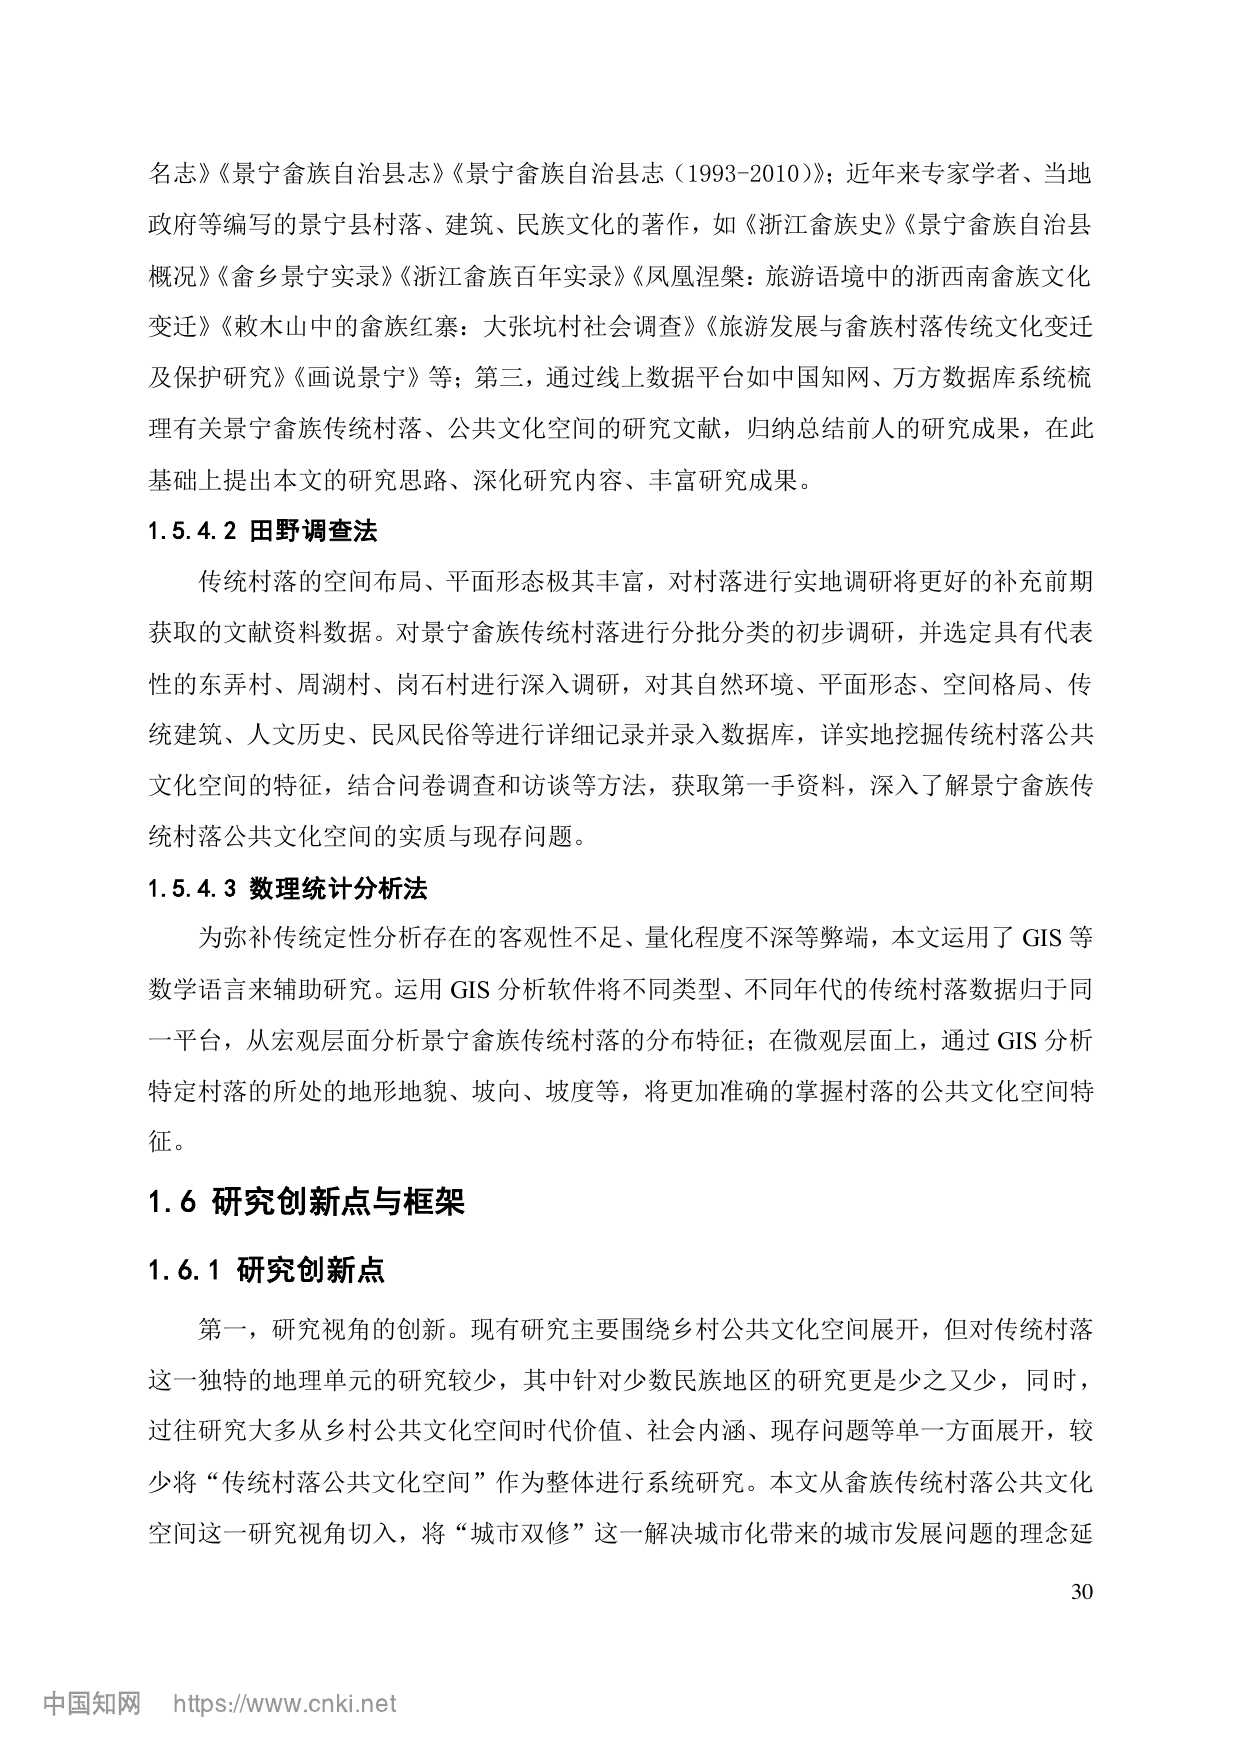 名志》《景宁畲族自治县志》《景宁畲族自治县志（1993-2010）》；近年来专家学者、当地
政府等编写的景宁县村落、建筑、民族文化的著作，如《浙江畲族史》《景宁畲族自治县
概况》《畲乡景宁实录》《浙江畲族百年实录》《凤凰涅槃：旅游语境中的浙西南畲族文化
变迁》《敕木山中的畲族红寨：大张坑村社会调查》《旅游发展与畲族村落传统文化变迁
及保护研究》《画说景宁》等；第三，通过线上数据平台如中国知网、万方数据库系统梳
理有关景宁畲族传统村落、公共文化空间的研究文献，归纳总结前人的研究成果，在此
基础上提出本文的研究思路、深化研究内容、丰富研究成果。
1.5.4.2 田野调查法
传统村落的空间布局、平面形态极其丰富，对村落进行实地调研将更好的补充前期
获取的文献资料数据。对景宁畲族传统村落进行分批分类的初步调研，并选定具有代表
性的东弄村、周湖村、岗石村进行深入调研，对其自然环境、平面形态、空间格局、传
统建筑、人文历史、民风民俗等进行详细记录并录入数据库，详实地挖掘传统村落公共
文化空间的特征，结合问卷调查和访谈等方法，获取第一手资料，深入了解景宁畲族传
统村落公共文化空间的实质与现存问题。
1.5.4.3 数理统计分析法
为弥补传统定性分析存在的客观性不足、量化程度不深等弊端，本文运用了 GIS 等
数学语言来辅助研究。运用 GIS 分析软件将不同类型、不同年代的传统村落数据归于同
一平台，从宏观层面分析景宁畲族传统村落的分布特征；在微观层面上，通过 GIS 分析
特定村落的所处的地形地貌、坡向、坡度等，将更加准确的掌握村落的公共文化空间特
征。
1.6 研究创新点与框架
1.6.1 研究创新点
第一，研究视角的创新。现有研究主要围绕乡村公共文化空间展开，但对传统村落
这一独特的地理单元的研究较少，其中针对少数民族地区的研究更是少之又少，同时，
过往研究大多从乡村公共文化空间时代价值、社会内涵、现存问题等单一方面展开，较
少将“传统村落公共文化空间”作为整体进行系统研究。本文从畲族传统村落公共文化
空间这一研究视角切入，将“城市双修”这一解决城市化带来的城市发展问题的理念延
30
中国知网 https://www.cnki.net